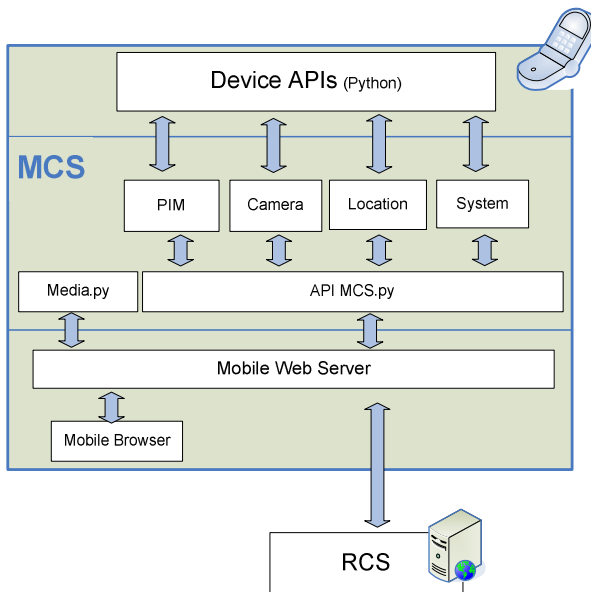 Device APIs (Python)
MCS
PIM
Camera
Location
System
Media.py
API MCS.py
Mobile Web Server
Mobile Browser
RCS